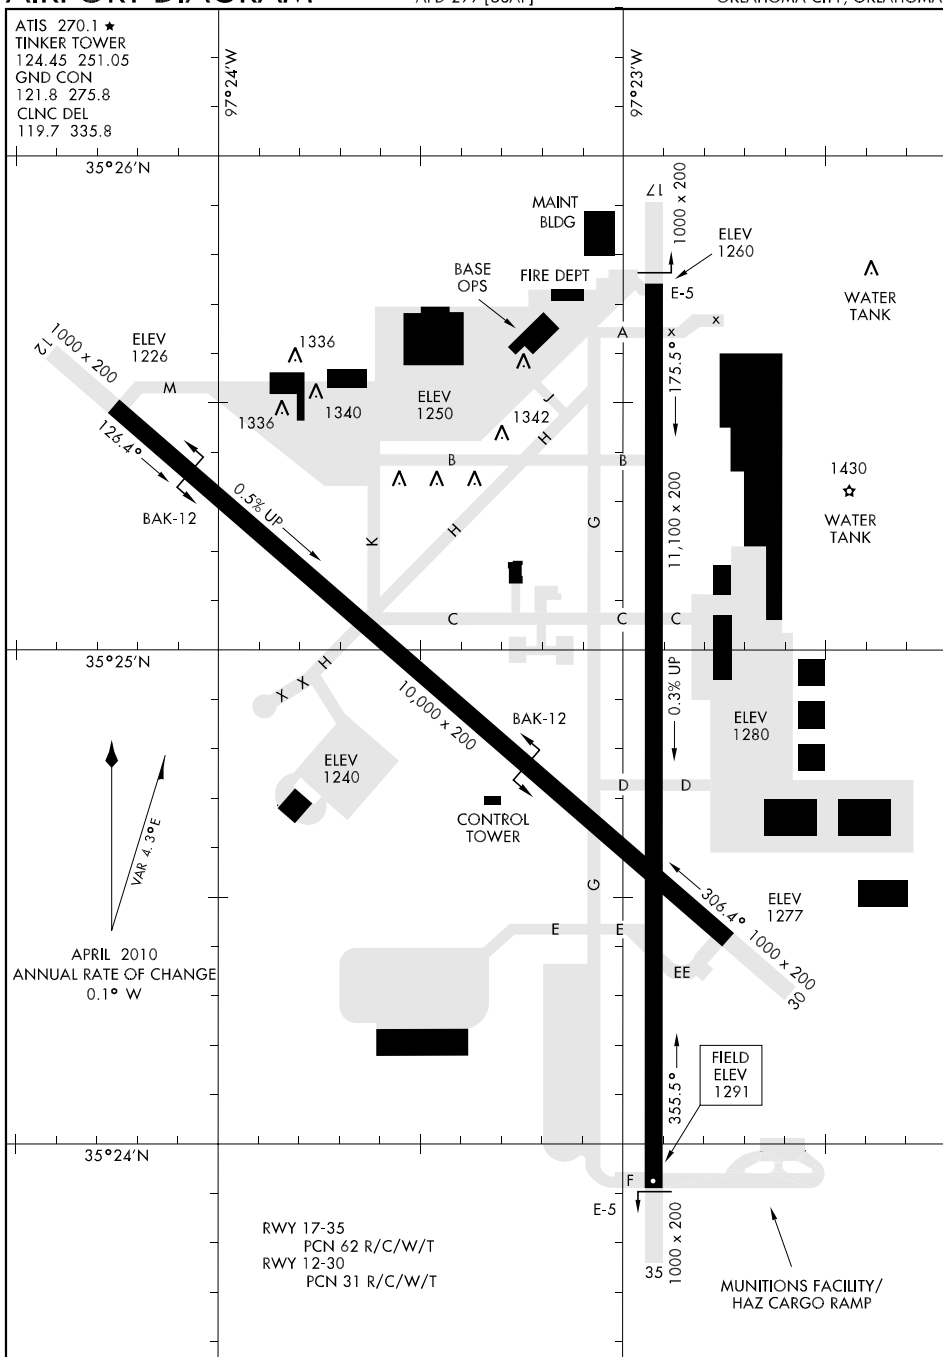 ATIS 270.1 ★
TINKER TOWER
124.45 251.05
GND CON
121.8 275.8
CLNC DEL
119.7 335.8
97°24'W
97°23'W
35°26'N
MAINT
BLDG
17
1000 x 200
ELEV
1260
BASE
OPS
FIRE DEPT
E-5
WATER
TANK
12
1000 x 200
ELEV
1226
1336
A
x
x
M
175.5°
1336
1340
ELEV
1250
J
1342
H
126.4°
B
B
1430
WATER
TANK
BAK-12
0.5% UP
11,100 x 200
K
H
G
C
C
C
35°25'N
H
X
X
10,000 x 200
0.3% UP
BAK-12
ELEV
1280
ELEV
1240
D
D
CONTROL
TOWER
VAR 4.3°E
G
306.4°
ELEV
1277
E
E
1000 x 200
30
EE
APRIL 2010
ANNUAL RATE OF CHANGE
0.1° W
355.5°
FIELD
ELEV
1291
35°24'N
F
E-5
1000 x 200
35
RWY 17-35
PCN 62 R/C/W/T
RWY 12-30
PCN 31 R/C/W/T
MUNITIONS FACILITY/
HAZ CARGO RAMP